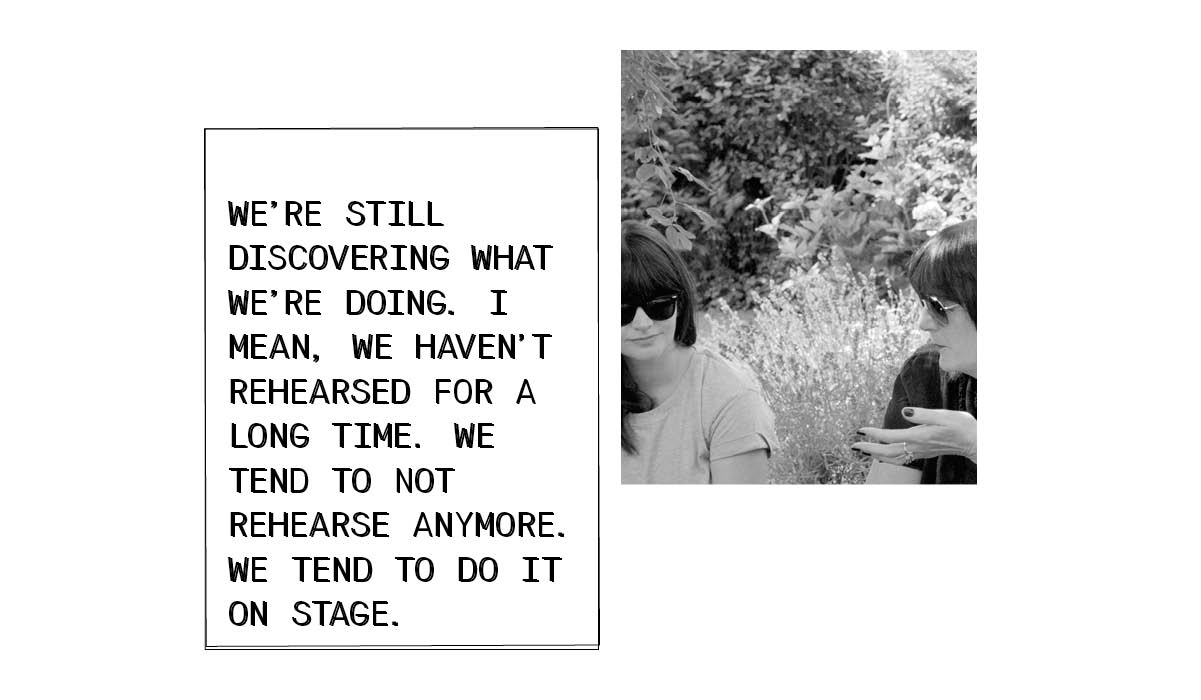 WE’RE STILL
DISCOVERING WHAT
WE’RE DOING. I
MEAN, WE HAVEN’T
REHEARSED FOR A
LONG TIME. WE
TEND TO NOT
REHEARSE ANYMORE.
WE TEND TO DO IT
ON STAGE.